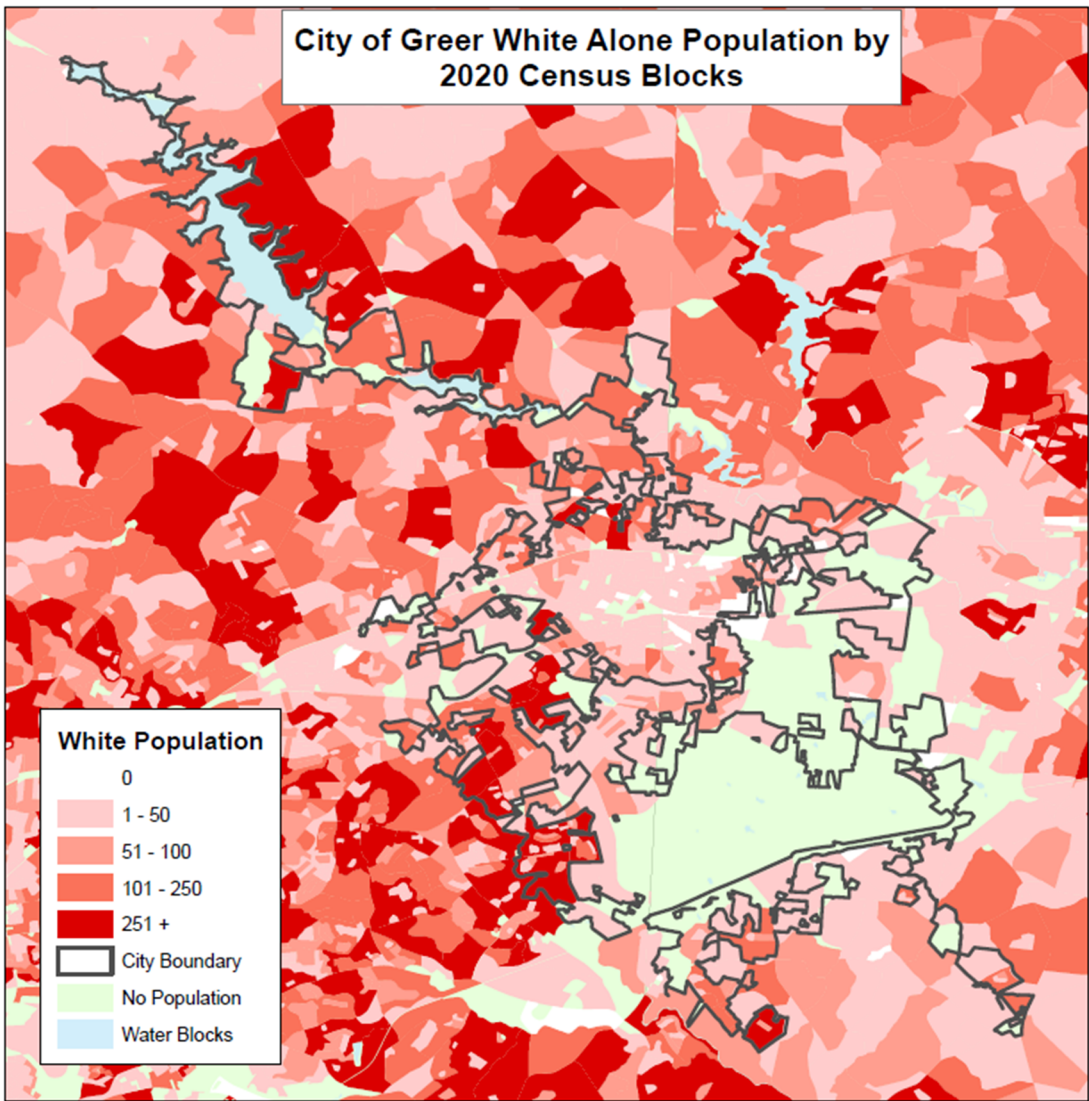 City of Greer White Alone Population by
2020 Census Blocks
White Population
0
1 - 50
51 - 100
101 - 250
251 +
City Boundary
No Population
Water Blocks